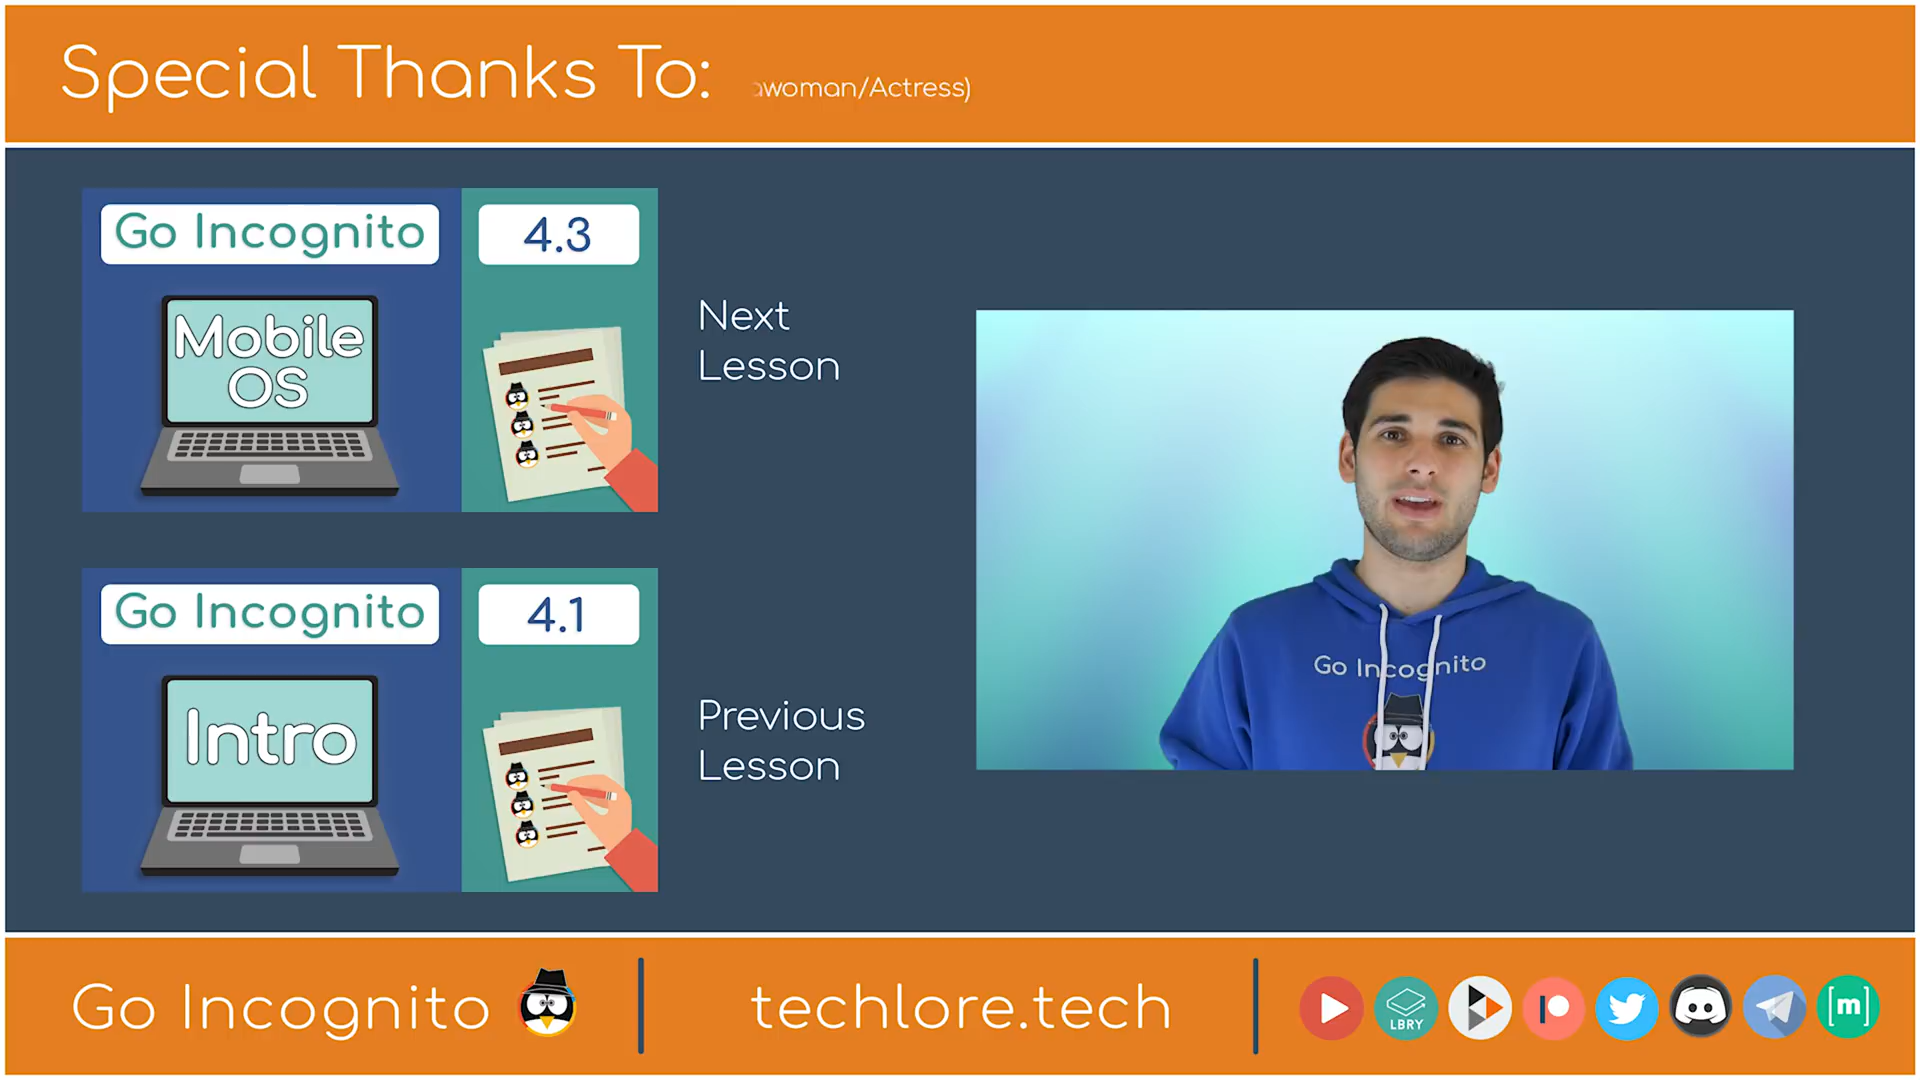 Special Thanks To:
woman/Actress)
Go Incognito
4.3
Mobile
OS
Next
Lesson
Go Incognito
4.1
Intro
Previous
Lesson
Go Incognito
Go Incognito
techlore.tech
LBRY
[m]